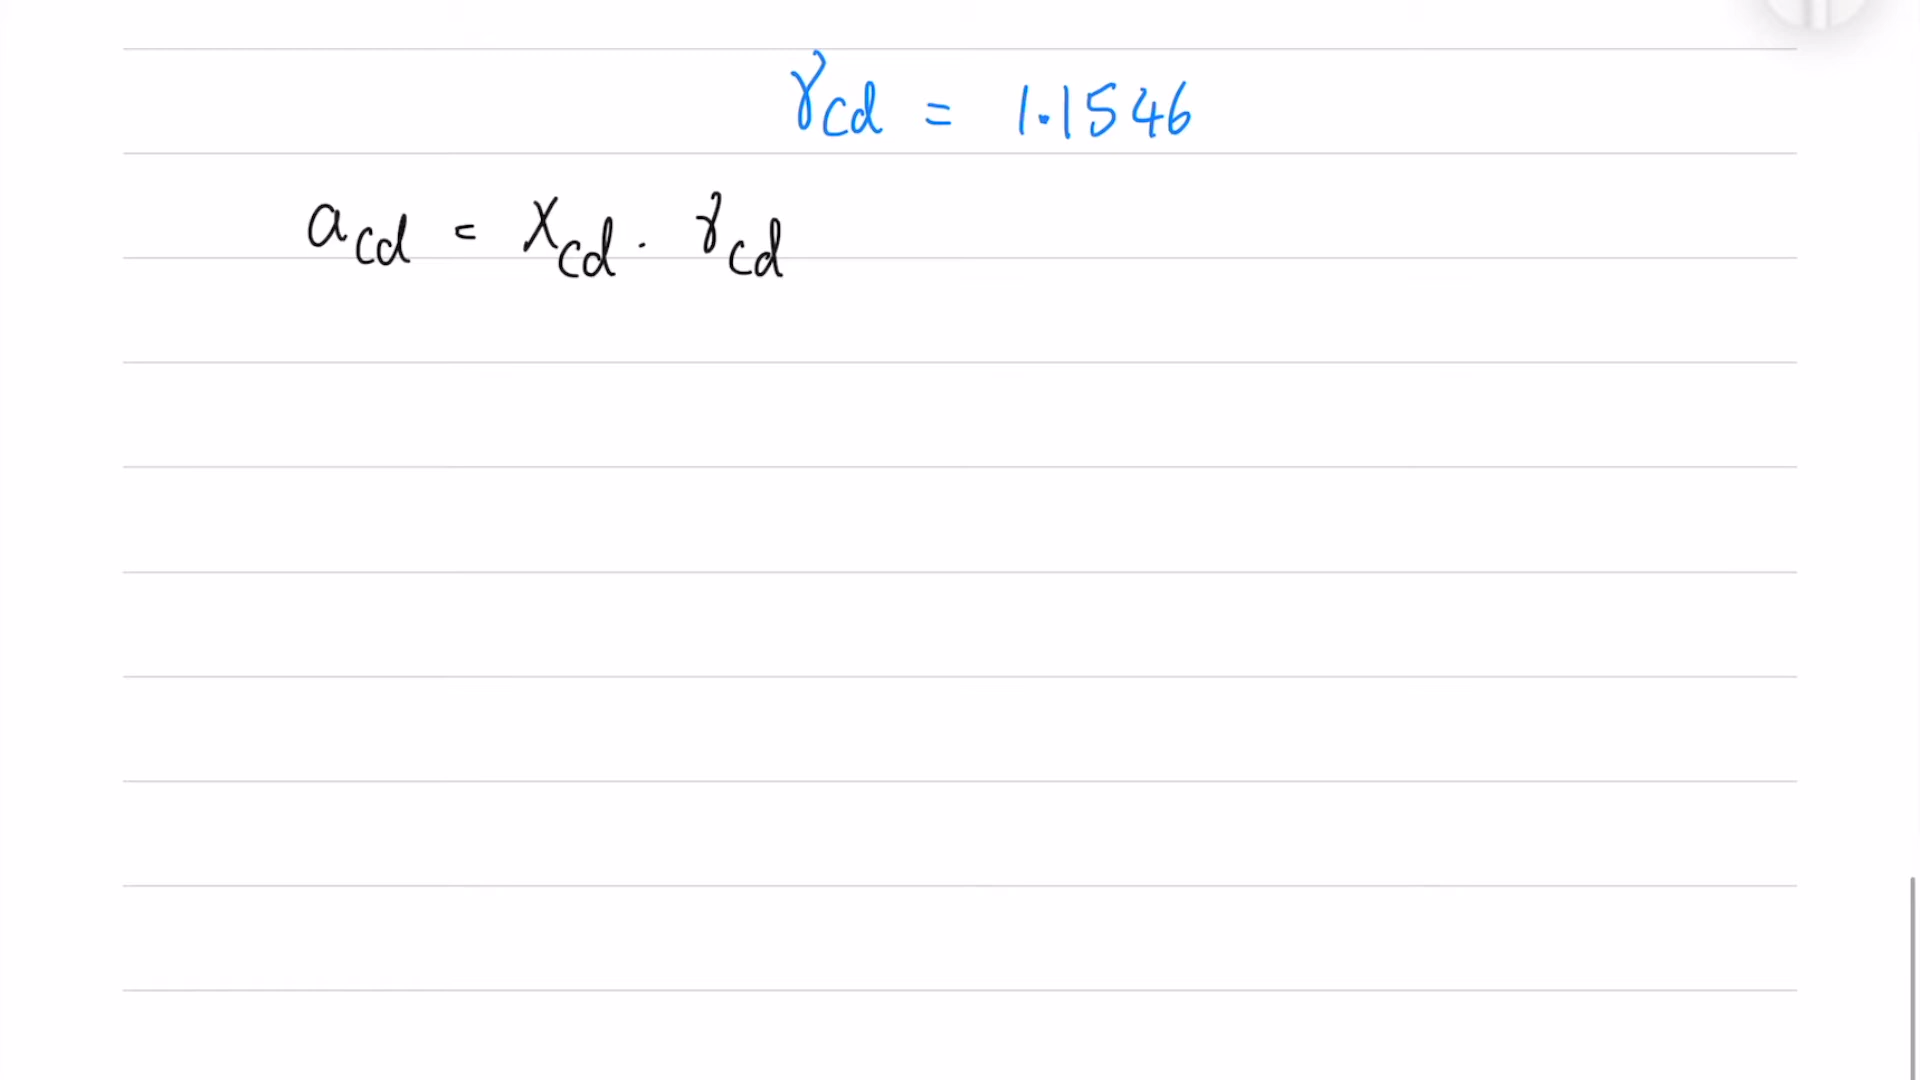 γcd = 1.1546
acd = xcd . γcd